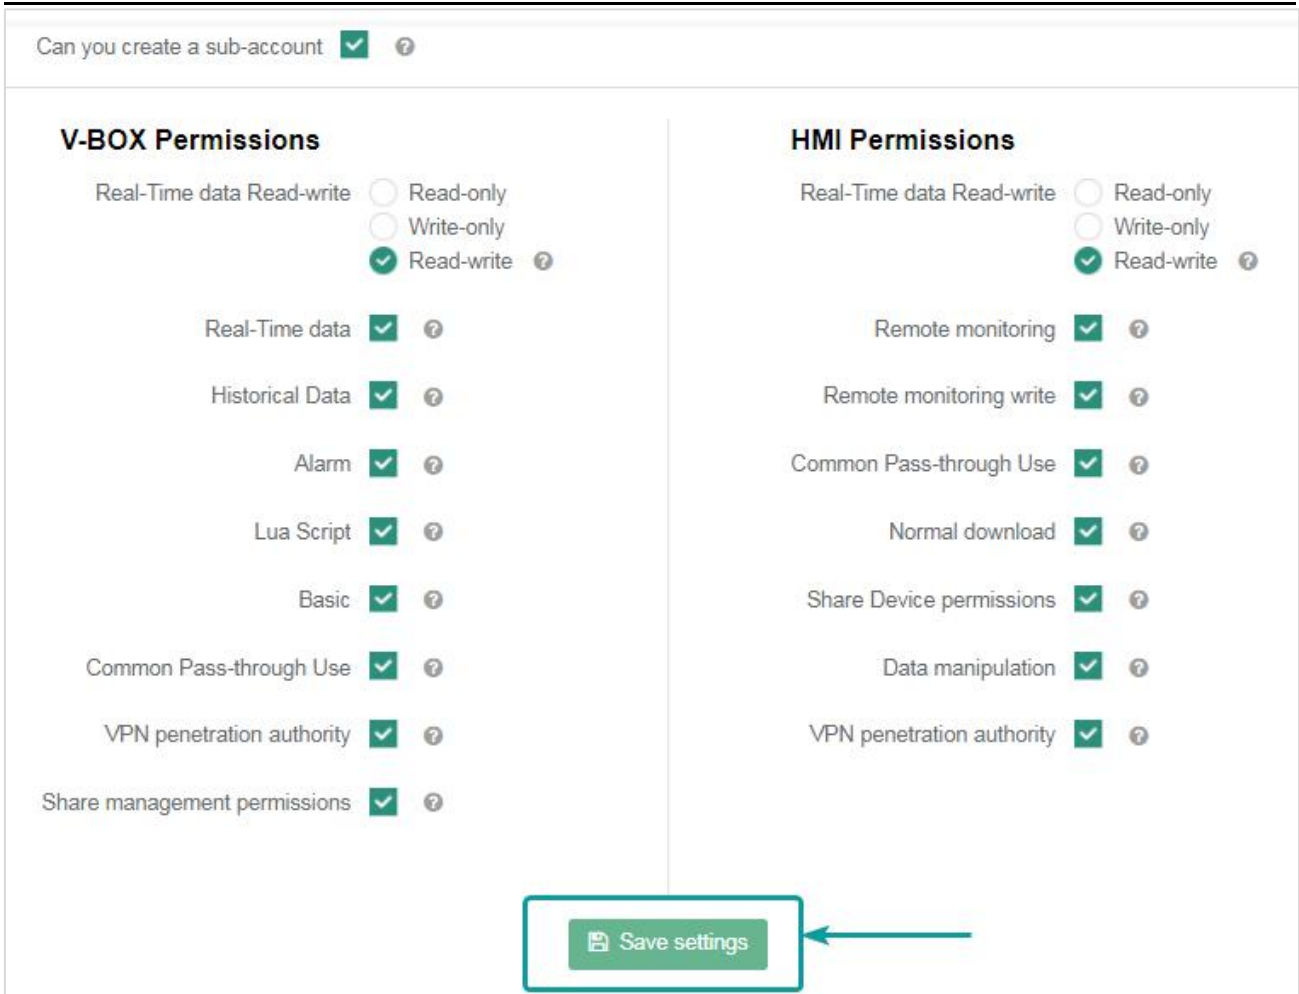 Can you create a sub-account
V-BOX Permissions
Real-Time data Read-write
Read-only
Write-only
Read-write
Real-Time data
Historical Data
Alarm
Lua Script
Basic
Common Pass-through Use
VPN penetration authority
Share management permissions
HMI Permissions
Real-Time data Read-write
Read-only
Write-only
Read-write
Remote monitoring
Remote monitoring write
Common Pass-through Use
Normal download
Share Device permissions
Data manipulation
VPN penetration authority
Save settings